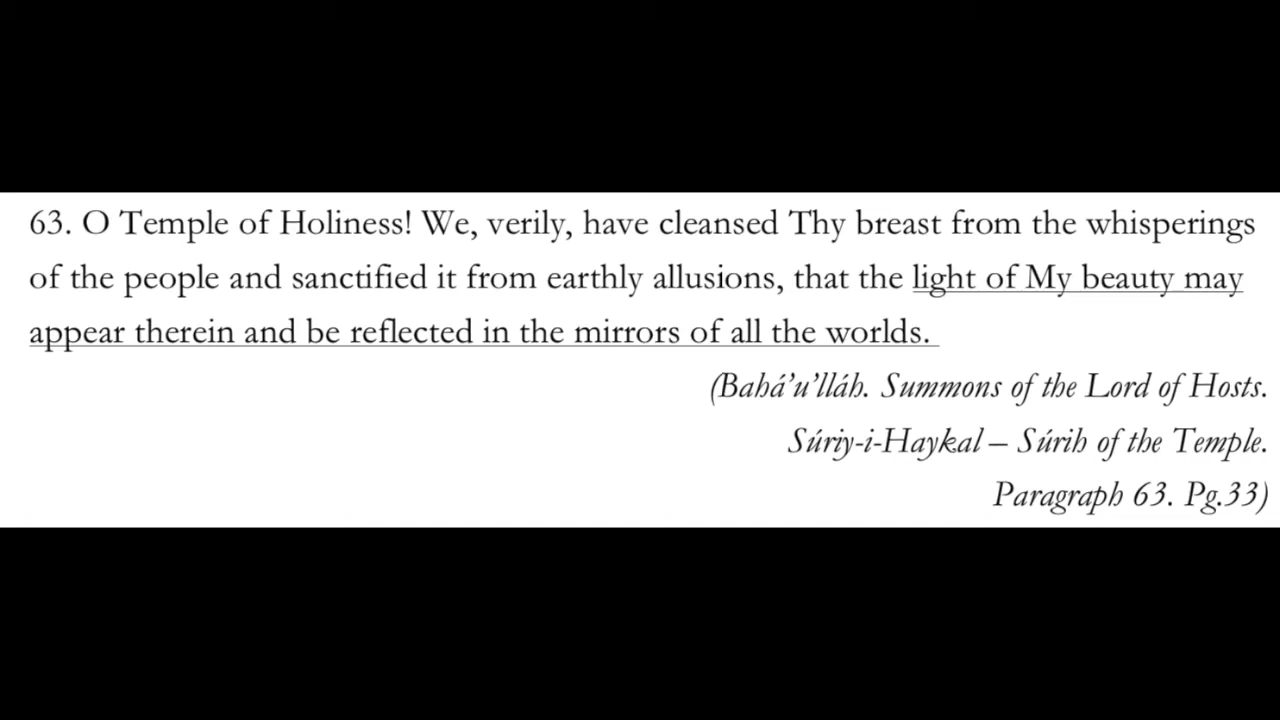 63. O Temple of Holiness! We, verily, have cleansed Thy breast from the whisperings
of the people and sanctified it from earthly allusions, that the light of My beauty may
appear therein and be reflected in the mirrors of all the worlds.
(Bahá’u’lláh. Summons of the Lord of Hosts.
Súriy-i-Haykal – Súrih of the Temple.
Paragraph 63. Pg.33)